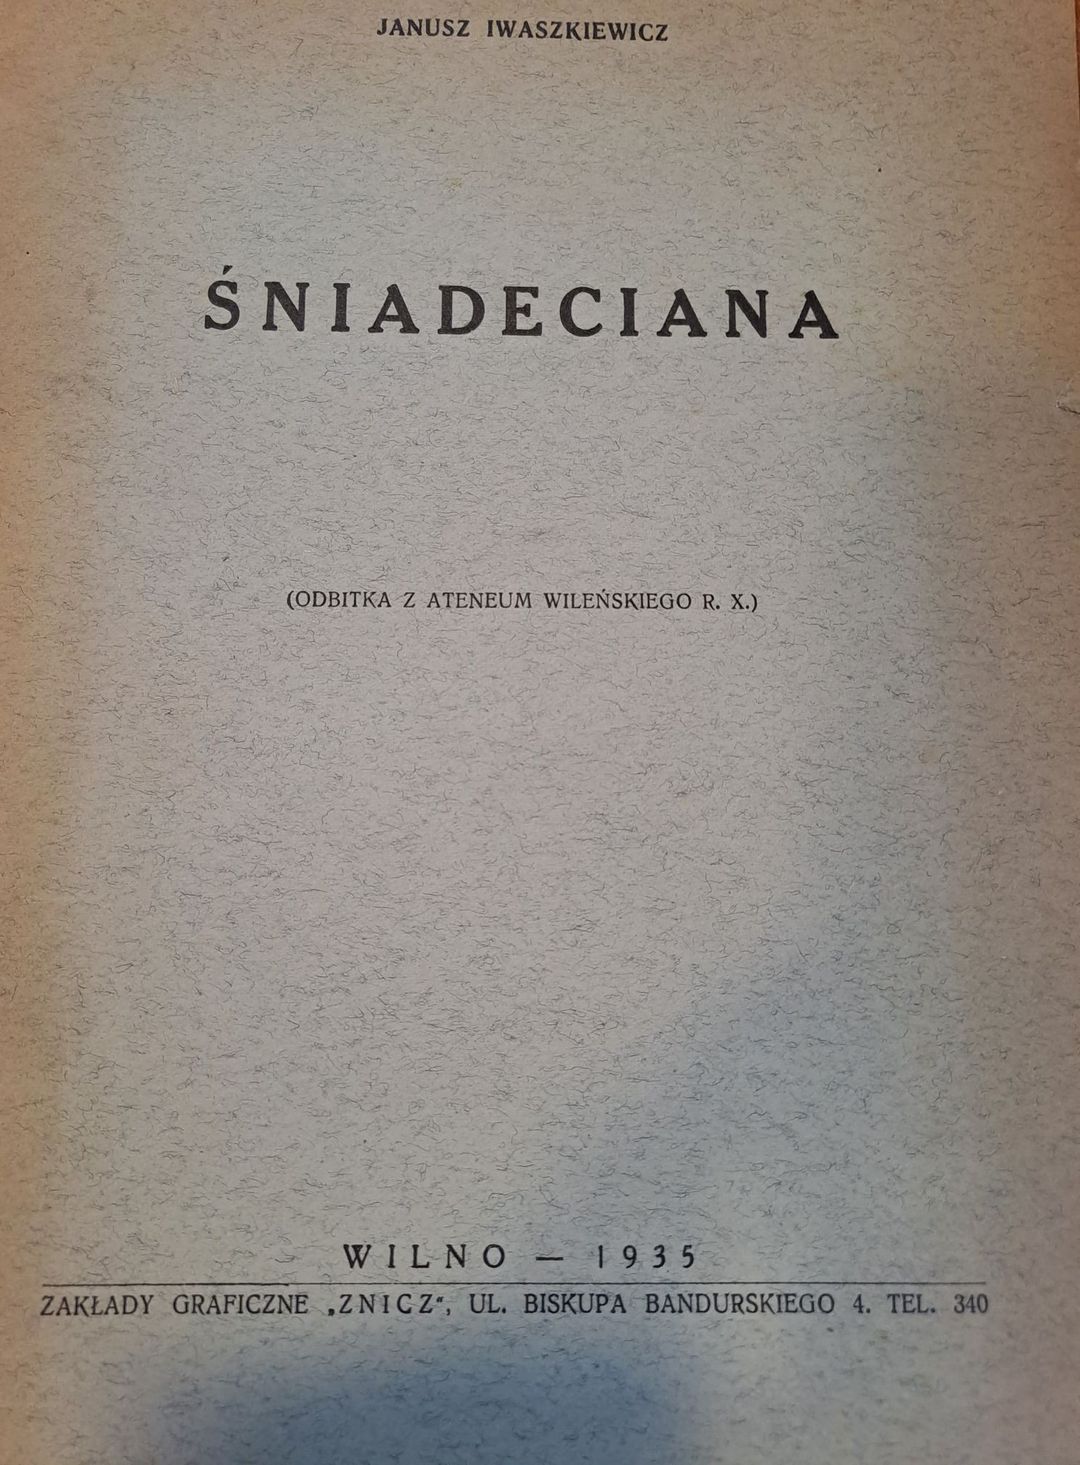 JANUSZ IWASZKIEWICZ
ŚNIADECIANA
(ODBITKA Z ATENEUM WILEŃSKIEGO R. X.)
WILNO — 1935
ZAKŁADY GRAFICZNE „ZNICZ“, UL. BISKUPA BANDURSKIEGO 4. TEL. 340